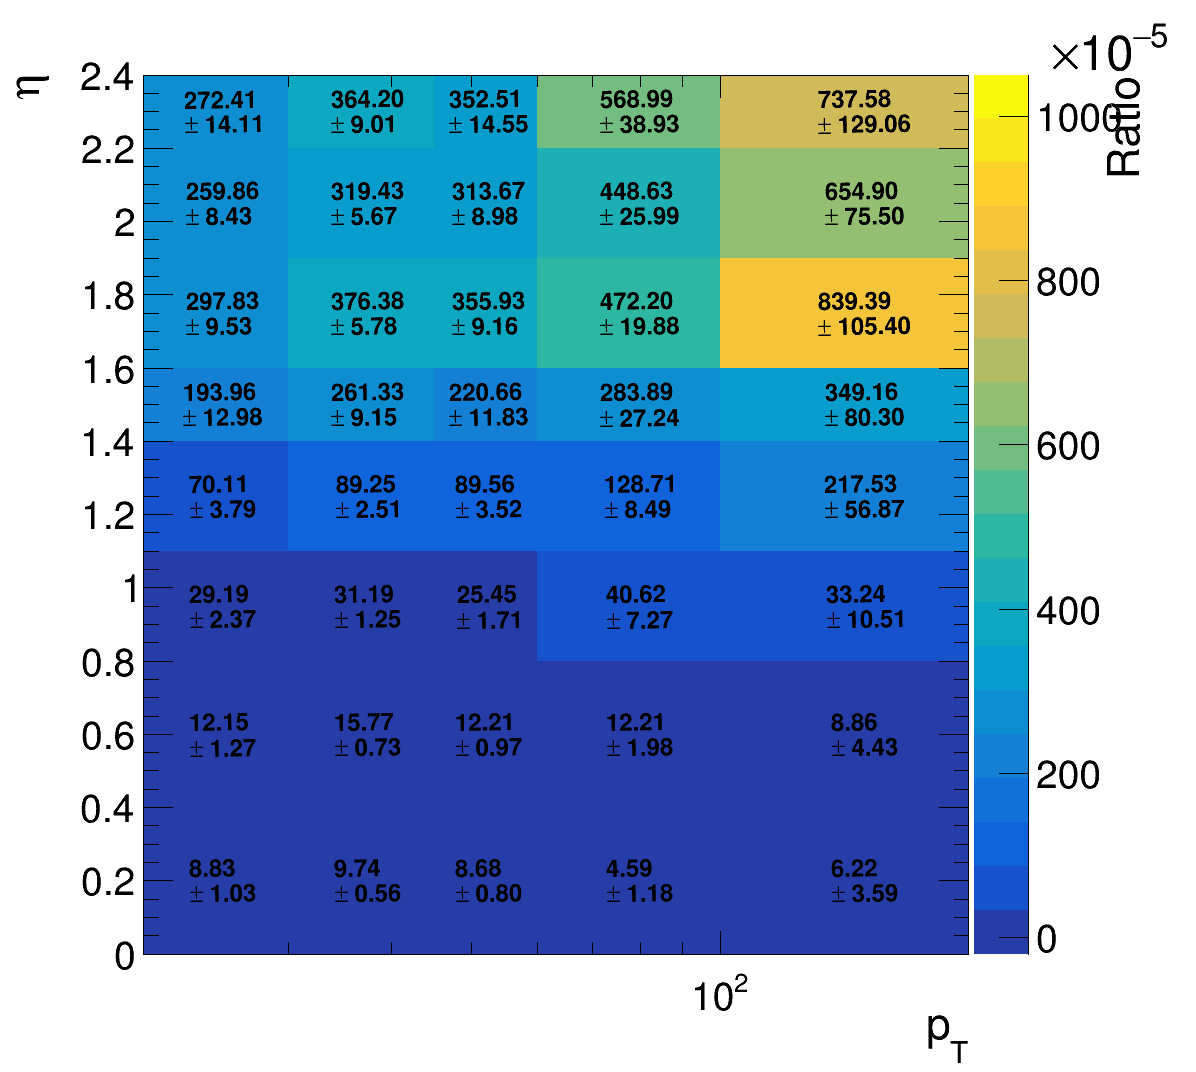 ×10⁻⁵
Ratio
η
2.4
2.2
2
1.8
1.6
1.4
1.2
1
0.8
0.6
0.4
0.2
0
272.41 364.20 352.51 568.99 737.58
± 14.11 ± 9.01 ± 14.55 ± 38.93 ± 129.06
259.86 319.43 313.67 448.63 654.90
± 8.43 ± 5.67 ± 8.98 ± 25.99 ± 75.50
297.83 376.38 355.93 472.20 839.39
± 9.53 ± 5.78 ± 9.16 ± 19.88 ± 105.40
193.96 261.33 220.66 283.89 349.16
± 12.98 ± 9.15 ± 11.83 ± 27.24 ± 80.30
70.11 89.25 89.56 128.71 217.53
± 3.79 ± 2.51 ± 3.52 ± 8.49 ± 56.87
29.19 31.19 25.45 40.62 33.24
± 2.37 ± 1.25 ± 1.71 ± 7.27 ± 10.51
12.15 15.77 12.21 12.21 8.86
± 1.27 ± 0.73 ± 0.97 ± 1.98 ± 4.43
8.83 9.74 8.68 4.59 6.22
± 1.03 ± 0.56 ± 0.80 ± 1.18 ± 3.59
1000
800
600
400
200
0
10²
p_T